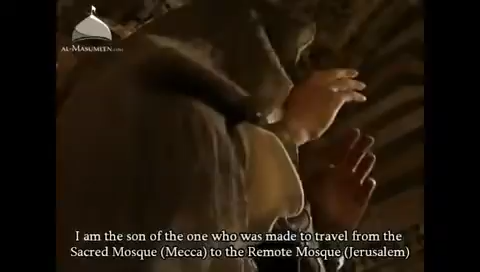 AL-MASUMEEN.COM
I am the son of the one who was made to travel from the
Sacred Mosque (Mecca) to the Remote Mosque (Jerusalem)